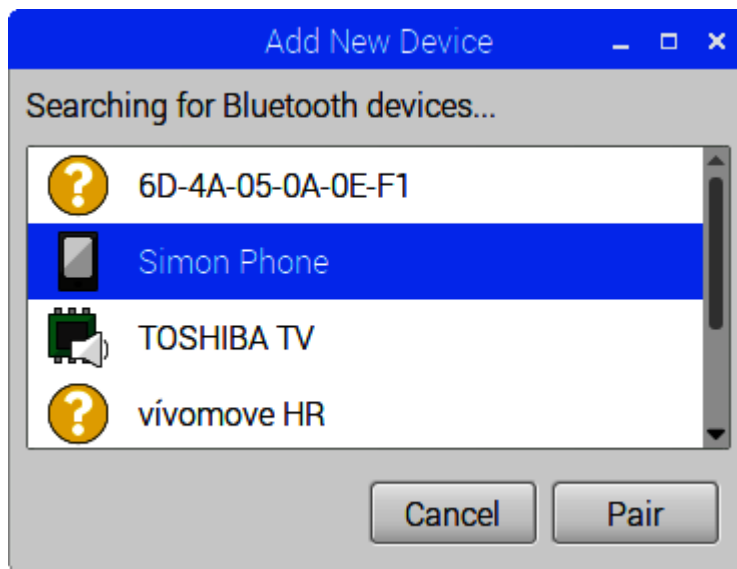 Add New Device
Searching for Bluetooth devices...
6D-4A-05-0A-0E-F1
Simon Phone
TOSHIBA TV
vívomove HR
Cancel Pair